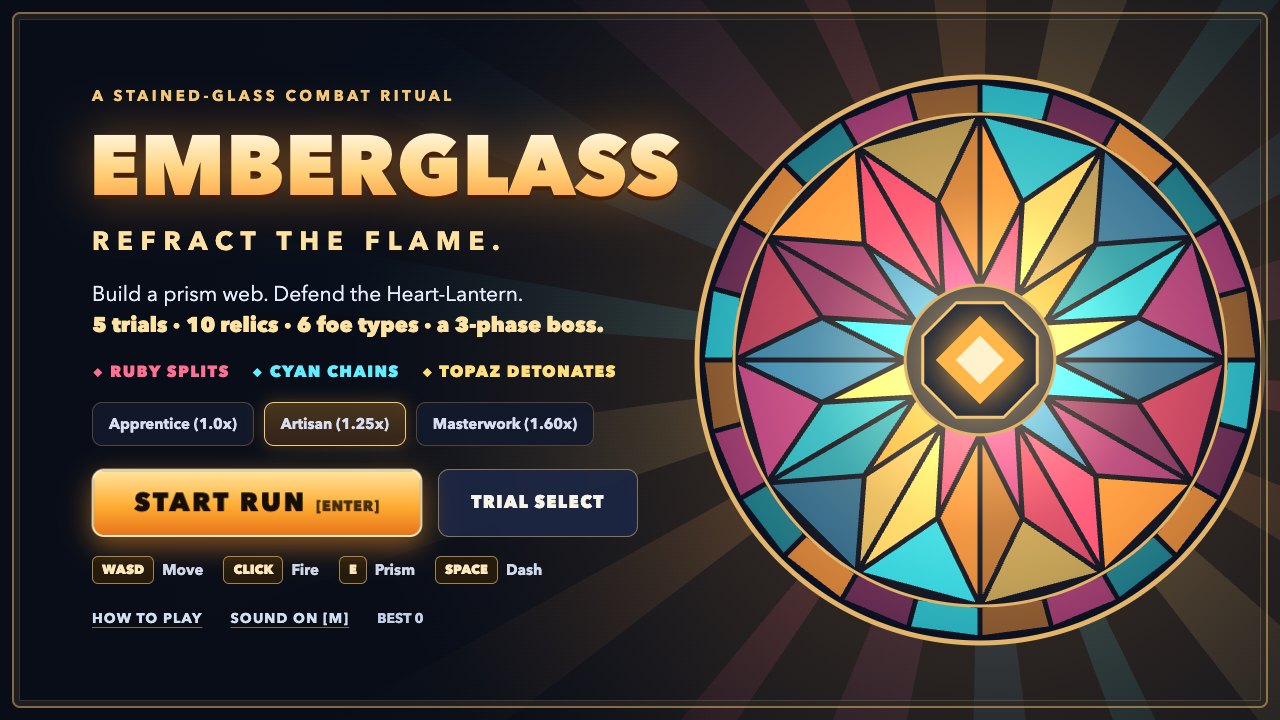 A STAINED-GLASS COMBAT RITUAL
EMBERGLASS
REFRACT THE FLAME.
Build a prism web. Defend the Heart-Lantern.
5 trials • 10 relics • 6 foe types • a 3-phase boss.
◆ RUBY SPLITS ◆ CYAN CHAINS ◆ TOPAZ DETONATES
Apprentice (1.0x) Artisan (1.25x) Masterwork (1.60x)
START RUN [ENTER] TRIAL SELECT
WASD Move CLICK Fire E Prism SPACE Dash
HOW TO PLAY SOUND ON [M] BEST 0